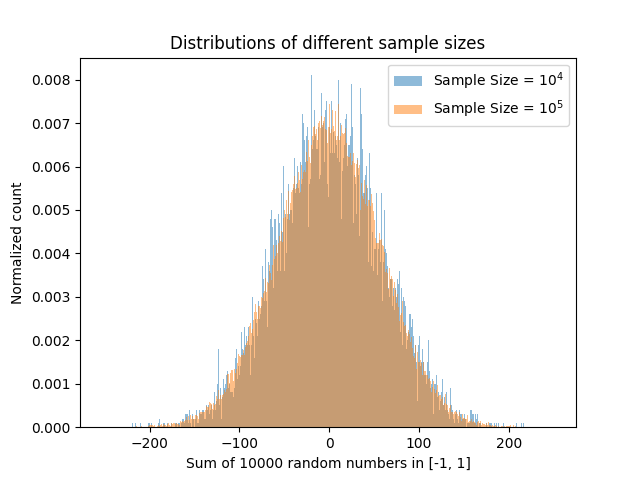 Distributions of different sample sizes
Sample Size = 10^4
Sample Size = 10^5
0.008
0.007
0.006
0.005
0.004
0.003
0.002
0.001
0.000
Normalized count
−200 −100 0 100 200
Sum of 10000 random numbers in [-1, 1]